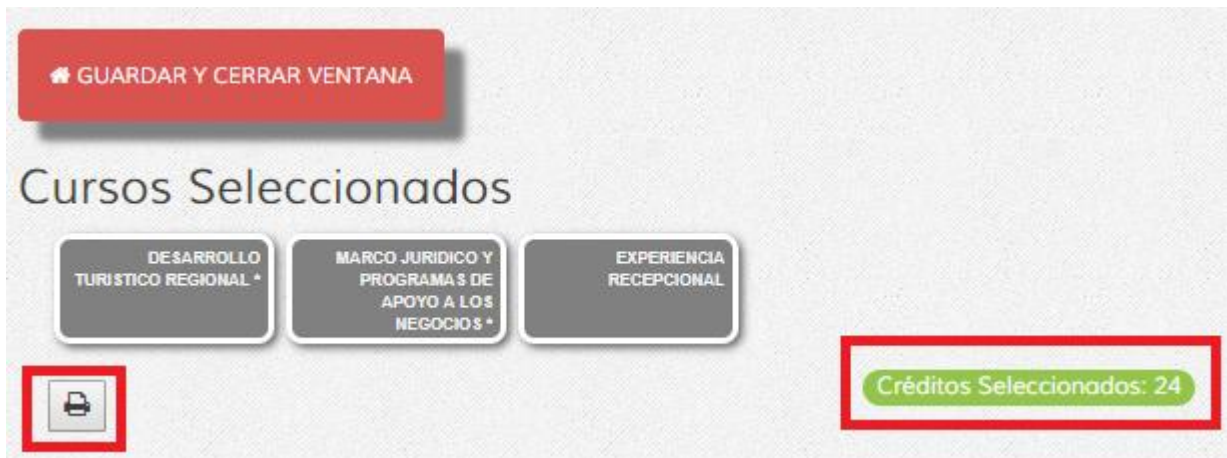 GUARDAR Y CERRAR VENTANA
Cursos Seleccionados
DESARROLLO
TURISTICO REGIONAL *
MARCO JURIDICO Y
PROGRAMAS DE
APOYO A LOS
NEGOCIOS *
EXPERIENCIA
RECEPCIONAL
Créditos Seleccionados: 24